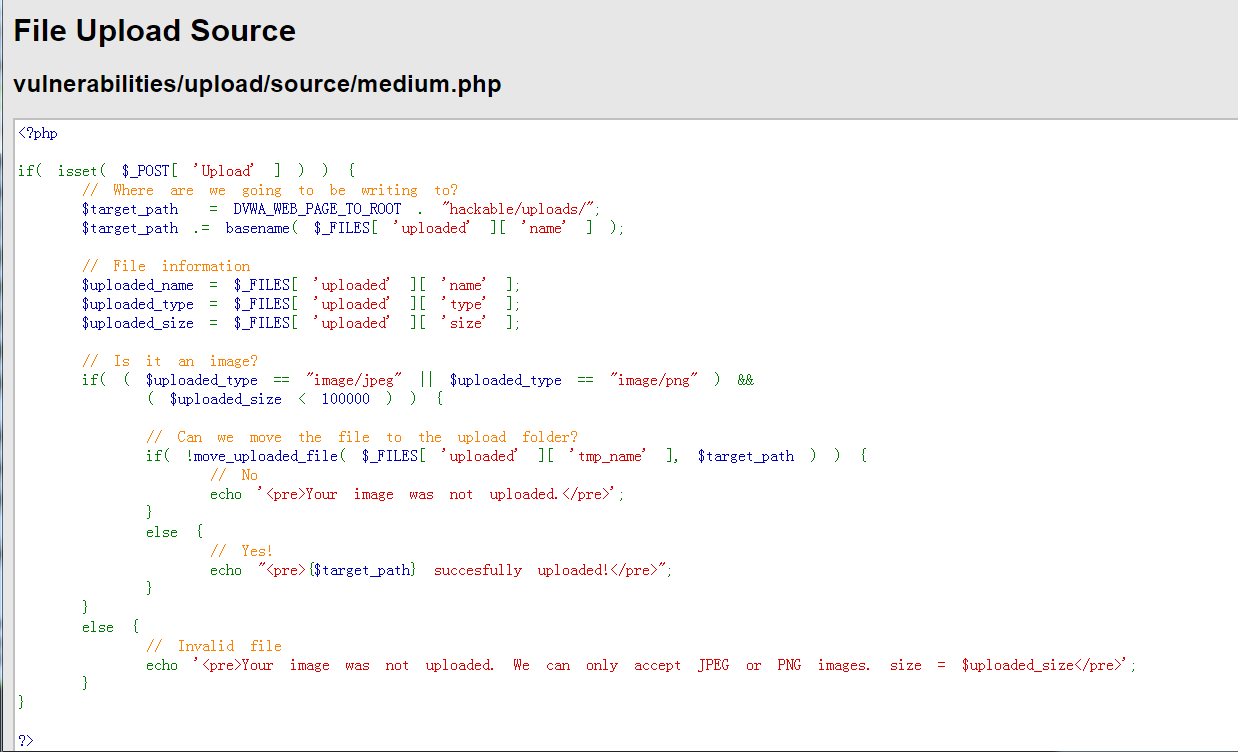 File Upload Source
vulnerabilities/upload/source/medium.php
<?php
if( isset( $_POST[ 'Upload' ] ) ) {
// Where are we going to be writing to?
$target_path = DVWA_WEB_PAGE_TO_ROOT . "hackable/uploads/";
$target_path .= basename( $_FILES[ 'uploaded' ][ 'name' ] );
// File information
$uploaded_name = $_FILES[ 'uploaded' ][ 'name' ];
$uploaded_type = $_FILES[ 'uploaded' ][ 'type' ];
$uploaded_size = $_FILES[ 'uploaded' ][ 'size' ];
// Is it an image?
if( ( $uploaded_type == "image/jpeg" || $uploaded_type == "image/png" ) &&
( $uploaded_size < 100000 ) ) {
// Can we move the file to the upload folder?
if( !move_uploaded_file( $_FILES[ 'uploaded' ][ 'tmp_name' ], $target_path ) ) {
// No
echo '<pre>Your image was not uploaded.</pre>';
}
else {
// Yes!
echo "<pre>{$target_path} succesfully uploaded!</pre>";
}
}
else {
// Invalid file
echo '<pre>Your image was not uploaded. We can only accept JPEG or PNG images. size = $uploaded_size</pre>';
}
}
?>